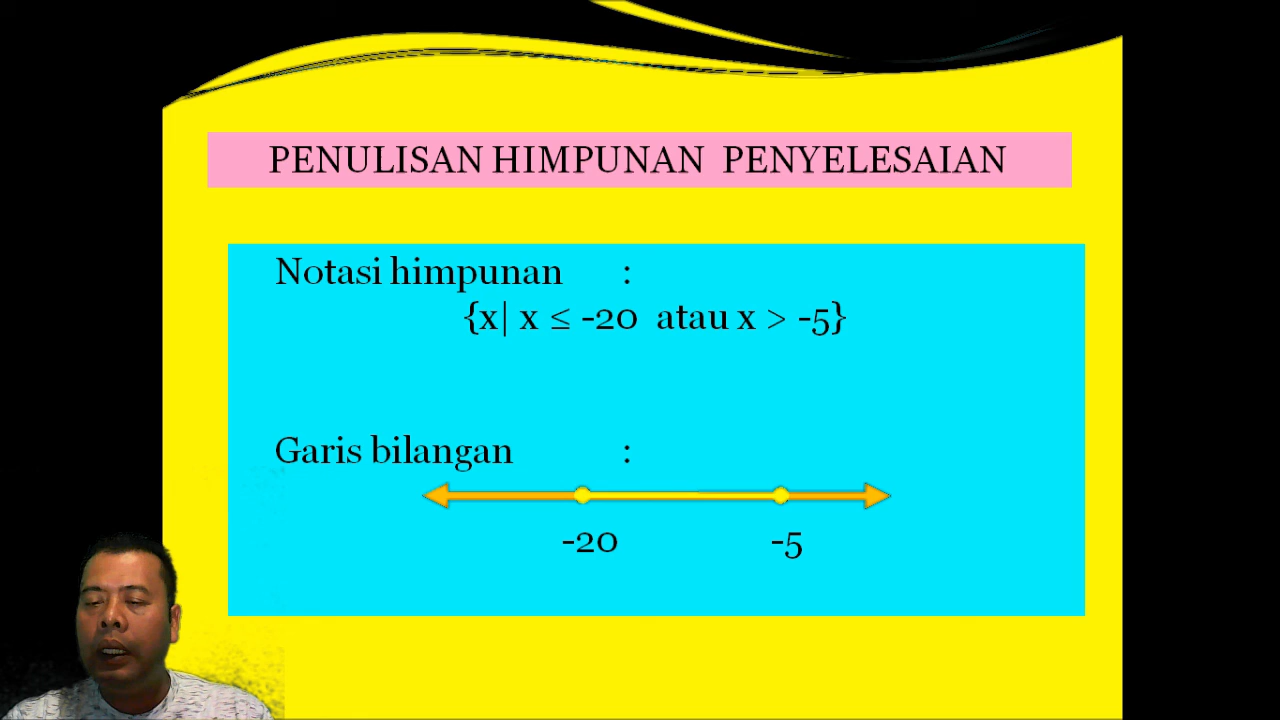 PENULISAN HIMPUNAN PENYELESAIAN
Notasi himpunan :
{x| x ≤ -20 atau x > -5}
Garis bilangan :
-20 -5